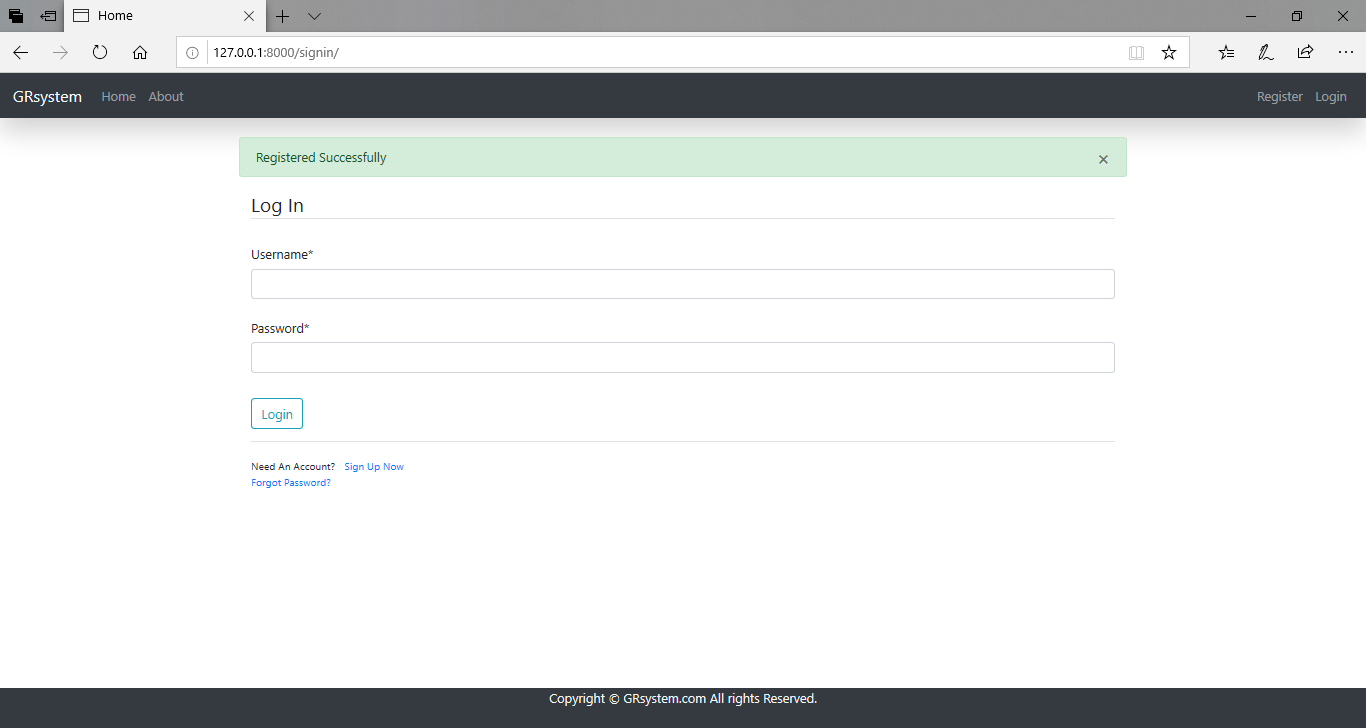 Home
127.0.0.1:8000/signin/
GRsystem Home About Register Login
Registered Successfully ×
Log In
Username*
Password*
Login
Need An Account? Sign Up Now
Forgot Password?
Copyright © GRsystem.com All rights Reserved.